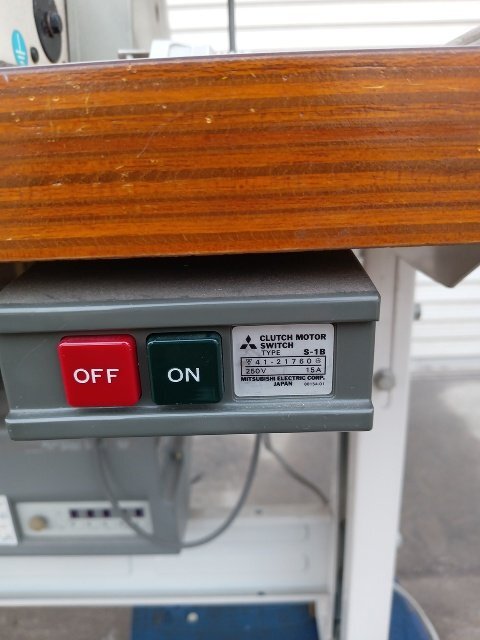 OFF
ON
CLUTCH MOTOR
SWITCH
TYPE S-1B
41-21760
250V 15A
MITSUBISHI ELECTRIC CORP.
JAPAN